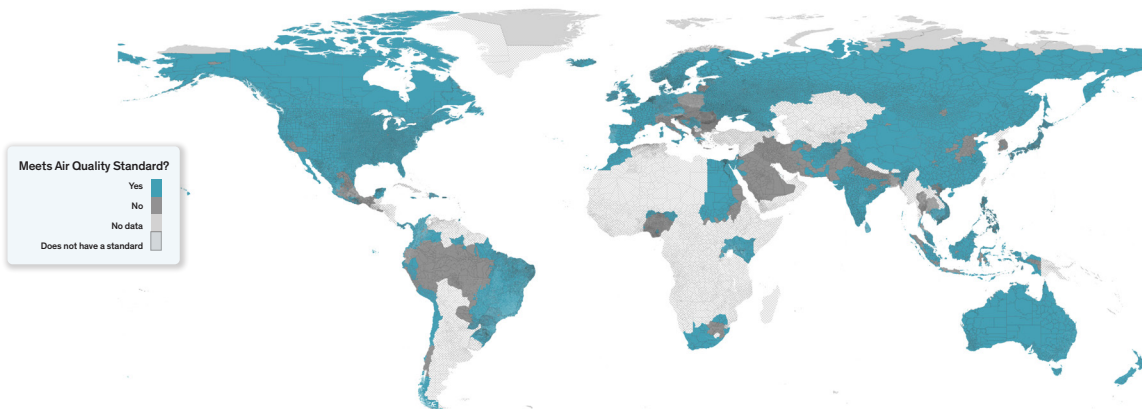 Meets Air Quality Standard?
Yes
No
No data
Does not have a standard